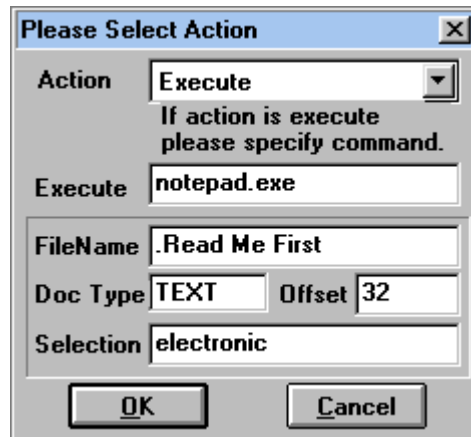 Please Select Action
Action Execute
If action is execute
please specify command.
Execute notepad.exe
FileName .Read Me First
Doc Type TEXT Offset 32
Selection electronic
OK Cancel